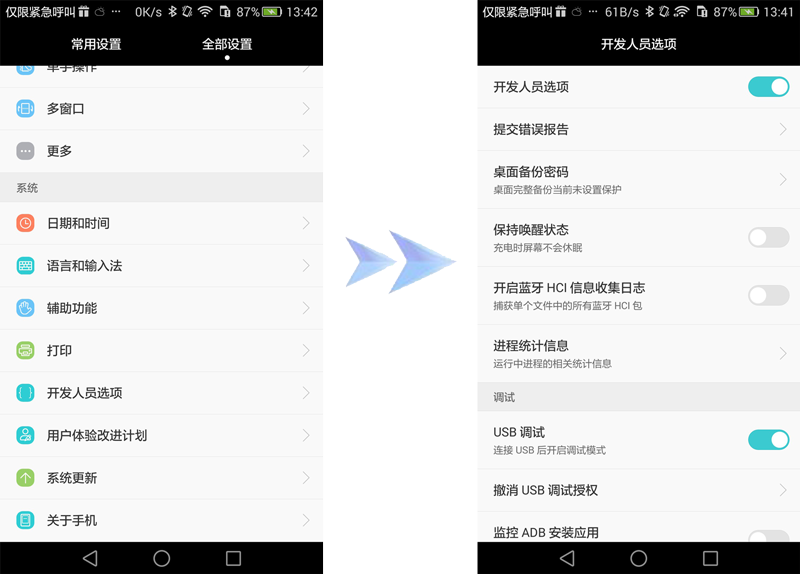 仅限紧急呼叫 ··· 0K/s 87% 13:42
常用设置 全部设置
单手操作
多窗口
更多
系统
日期和时间
语言和输入法
辅助功能
打印
开发人员选项
用户体验改进计划
系统更新
关于手机
仅限紧急呼叫 ··· 61B/s 87% 13:41
开发人员选项
开发人员选项
提交错误报告
桌面备份密码
桌面完整备份当前未设置保护
保持唤醒状态
充电时屏幕不会休眠
开启蓝牙 HCI 信息收集日志
捕获单个文件中的所有蓝牙 HCI 包
进程统计信息
运行中进程的相关统计信息
调试
USB 调试
连接 USB 后开启调试模式
撤消 USB 调试授权
监控 ADB 安装应用